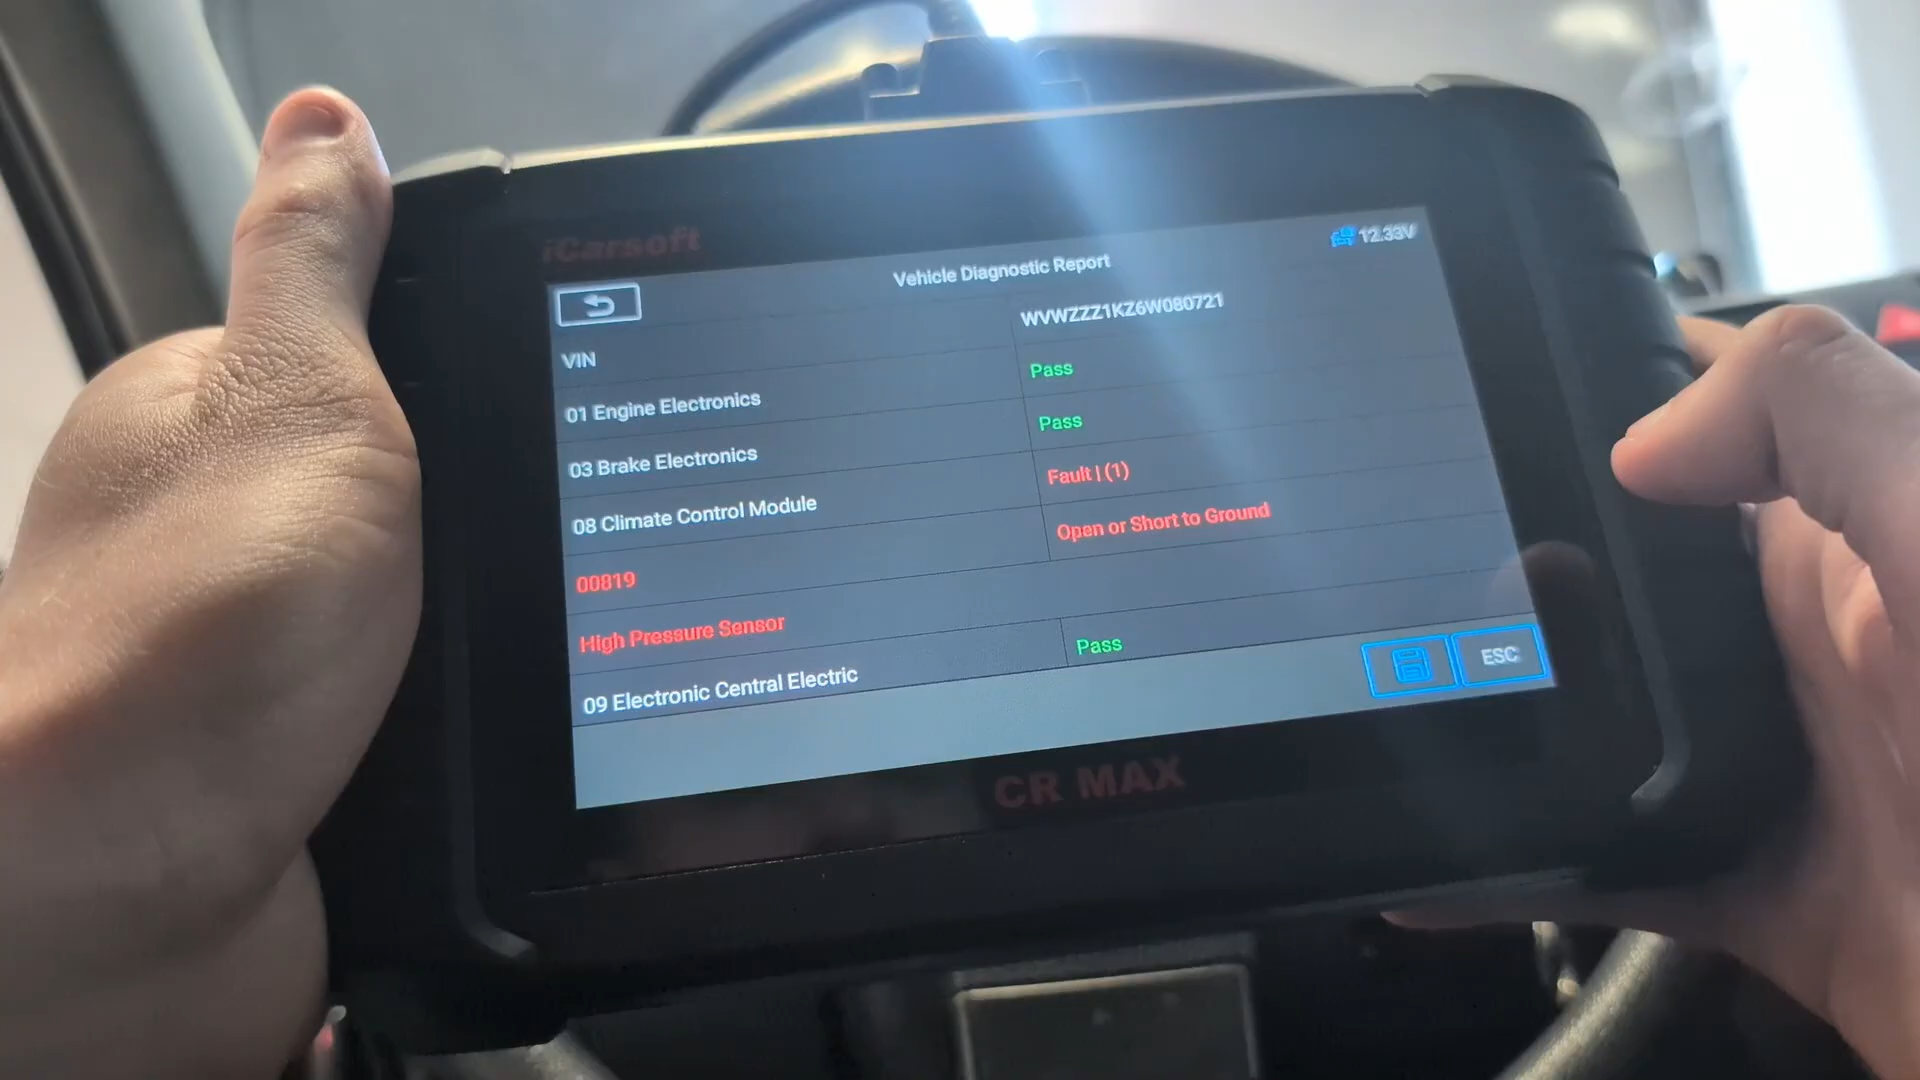 iCarsoft
12.33V
Vehicle Diagnostic Report
VIN
WVWZZZ1KZ6W080721
01 Engine Electronics
Pass
03 Brake Electronics
Pass
08 Climate Control Module
Fault | (1)
00819
Open or Short to Ground
High Pressure Sensor
09 Electronic Central Electric
Pass
ESC
CR MAX